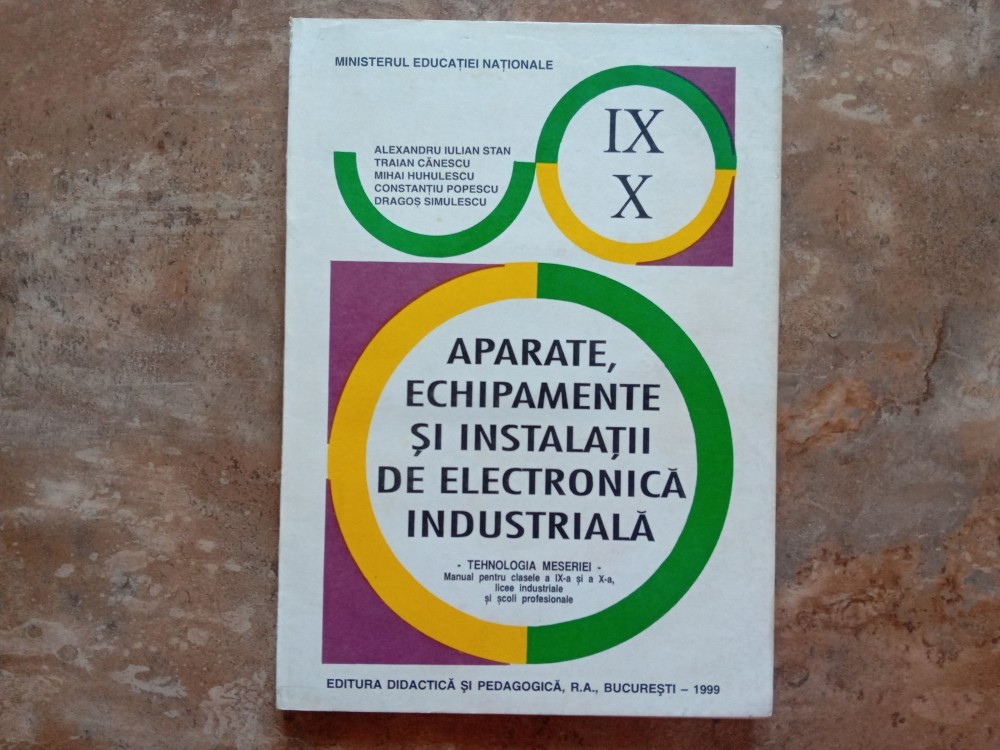 MINISTERUL EDUCAȚIEI NAȚIONALE
IX
X
ALEXANDRU IULIAN STAN
TRAIAN CĂNESCU
MIHAI HUHULESCU
CONSTANȚIU POPESCU
DRAGOȘ SIMULESCU
APARATE,
ECHIPAMENTE
ȘI INSTALAȚII
DE ELECTRONICĂ
INDUSTRIALĂ
- TEHNOLOGIA MESERIEI -
Manual pentru clasele a IX-a și a X-a,
licee industriale
și școli profesionale
EDITURA DIDACTICĂ ȘI PEDAGOGICĂ, R.A., BUCUREȘTI – 1999